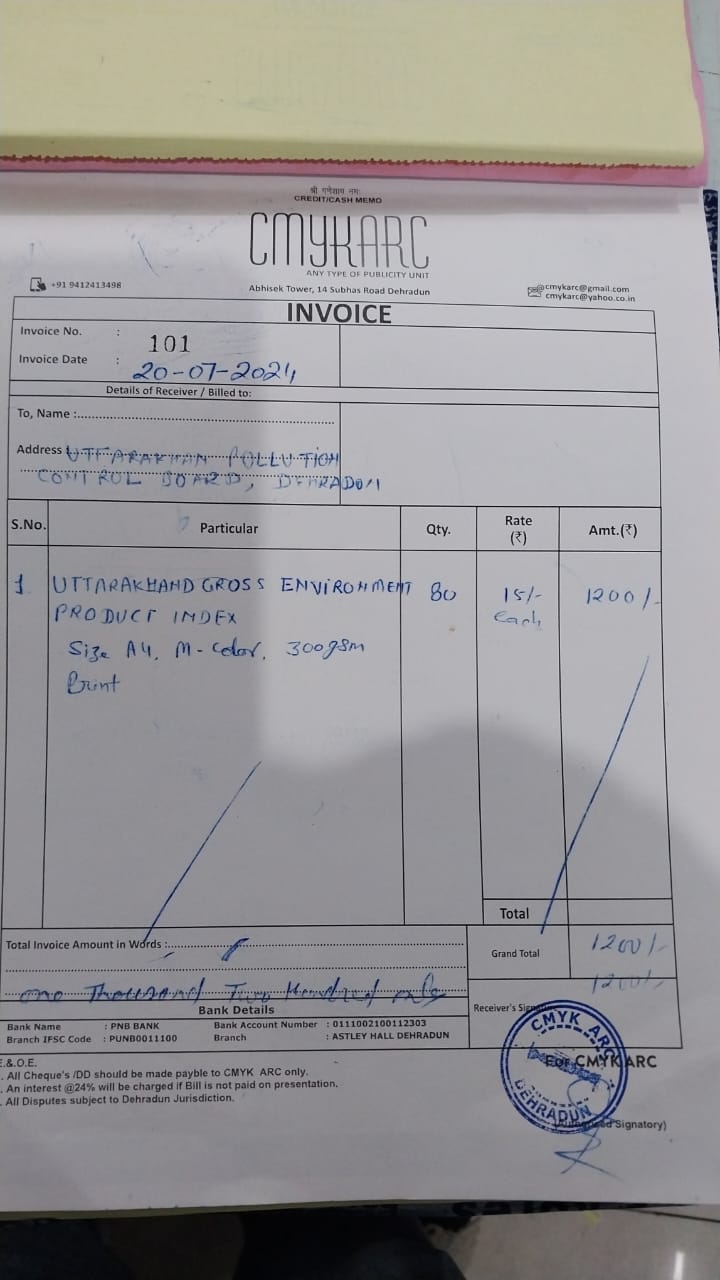 श्री गणेशाय नमः
CREDIT/CASH MEMO
CMYKARC
ANY TYPE OF PUBLICITY UNIT
+91 9412413498
Abhisek Tower, 14 Subhas Road Dehradun
cmykarc@gmail.com
cmykarc@yahoo.co.in
INVOICE
Invoice No. : 101
Invoice Date : 20-07-2024
Details of Receiver / Billed to:
To, Name :
Address UTTARAKHAN POLLUTION
CONTROL BOARD, DEHRADUN
S.No. Particular Qty. Rate (₹) Amt.(₹)
1 UTTARAKHAND GROSS ENVIRONMENT 80 15/- 1200/-
PRODUCT INDEX each
Size A4, M-color, 300gsm
Print
Total
Total Invoice Amount in Words :
Grand Total 1200/-
1200/-
one Thousand Two Hundred only
Bank Details
Receiver's
Bank Name : PNB BANK Bank Account Number : 0111002100112303
Branch IFSC Code : PUNB0011100 Branch : ASTLEY HALL DEHRADUN
E.&.O.E.
. All Cheque's /DD should be made payble to CMYK ARC only.
. An interest @24% will be charged if Bill is not paid on presentation.
. All Disputes subject to Dehradun Jurisdiction.
For CMYK ARC
CMYK ARC
DEHRADUN
Signatory)